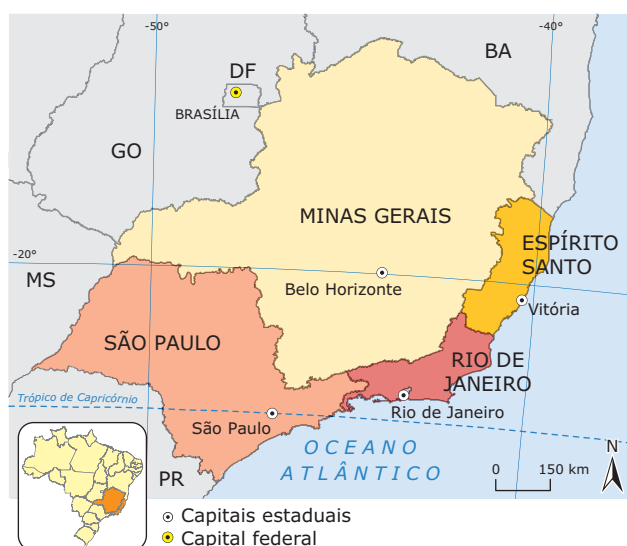 -50°
-40°
BA
DF
BRASÍLIA
GO
MINAS GERAIS
ESPÍRITO
SANTO
-20°
MS
Belo Horizonte
Vitória
SÃO PAULO
RIO DE
JANEIRO
Trópico de Capricórnio
São Paulo
Rio de Janeiro
OCEANO
ATLÂNTICO
N
PR
0 150 km
Capitais estaduais
Capital federal